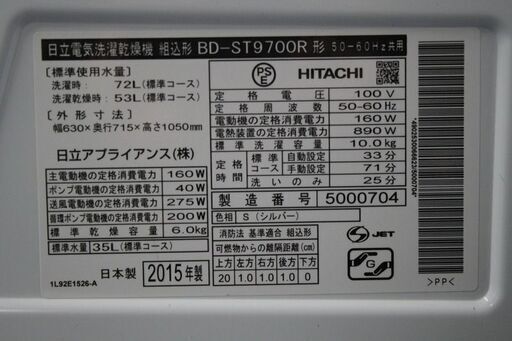 日立電気洗濯乾燥機 組込形 BD-ST9700R 形 50-60Hz共用
[標準使用水量]
洗濯時: 72L(標準コース)
洗濯乾燥時: 53L(標準コース)
[外形寸法]
幅630×奥行715×高さ1050mm
日立アプライアンス(株)
主電動機の定格消費電力 160W
ポンプ電動機の定格消費電力 40W
送風電動機の定格消費電力 275W
循環ポンプ電動機の定格消費電力 200W
標準乾燥容量 6.0kg
標準水量 35L(標準コース)
日本製 2015年製
1L92E1526-A
PS
E
HITACHI
定格電圧 100V
定格周波数 50-60Hz
電動機の定格消費電力 160W
電熱装置の定格消費電力 890W
標準洗濯容量 10.0kg
定格時間 標準コース 自動設定 33分
手動設定 71分
洗いのみ 25分
製造番号 5000704
色相 S(シルバー)
消防法 基準適合 組込形
可燃物からの離隔距離(cm)
上方 左方 右方 前方 後方 下方
20 1.0 1.0 0 1.0 0
S JET
G
>PP<